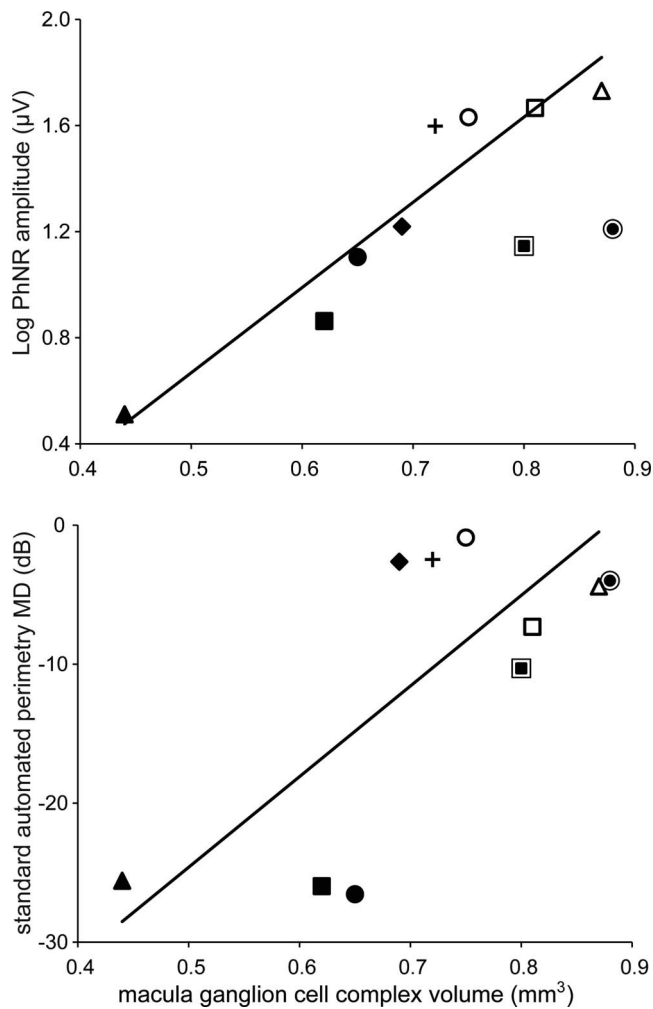 Log PhNR amplitude (µV)
2.0
1.6
1.2
0.8
0.4
0.4 0.5 0.6 0.7 0.8 0.9
standard automated perimetry MD (dB)
0
-10
-20
-30
0.4 0.5 0.6 0.7 0.8 0.9
macula ganglion cell complex volume (mm³)